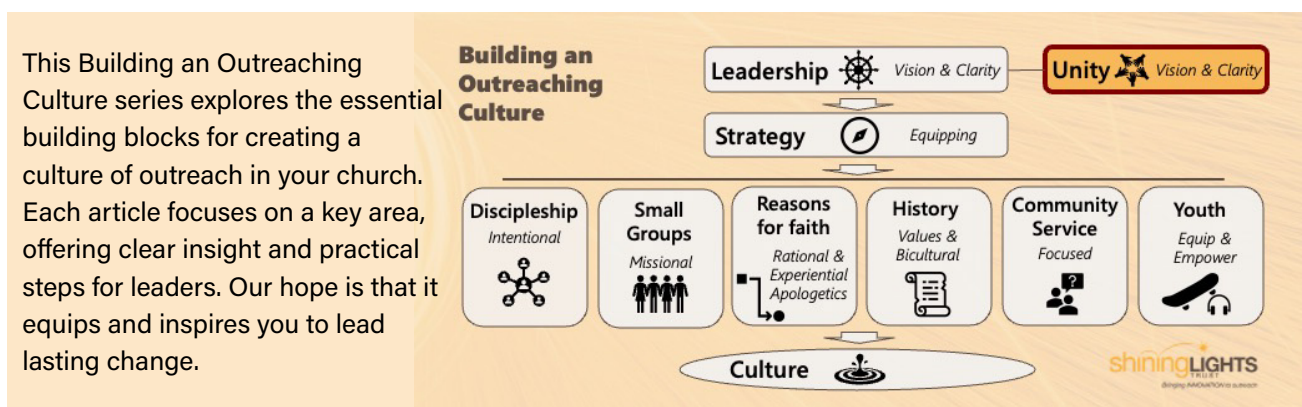 This Building an Outreaching
Culture series explores the essential
building blocks for creating a
culture of outreach in your church.
Each article focuses on a key area,
offering clear insight and practical
steps for leaders. Our hope is that it
equips and inspires you to lead
lasting change.
Building an
Outreaching
Culture
Leadership Vision & Clarity
Unity Vision & Clarity
Strategy Equipping
Discipleship
Intentional
Small
Groups
Missional
Reasons
for faith
Rational &
Experiential
Apologetics
History
Values &
Bicultural
Community
Service
Focused
?
Youth
Equip &
Empower
Culture
shiningLIGHTS
TRUST
Bringing INNOVATION to outreach